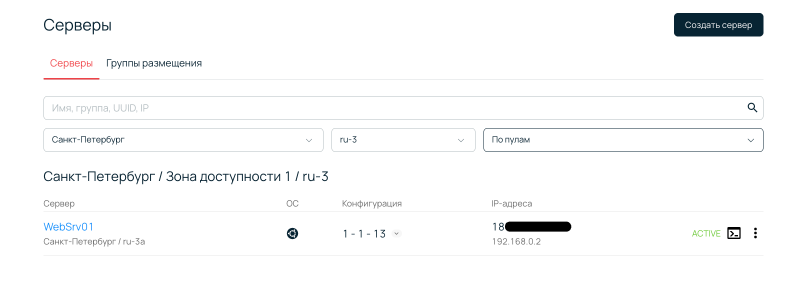 Серверы
Создать сервер
Серверы Группы размещения
Имя, группа, UUID, IP
Санкт-Петербург ru-3 По пулам
Санкт-Петербург / Зона доступности 1 / ru-3
Сервер ОС Конфигурация IP-адреса
WebSrv01 1 - 1 - 13 18 ACTIVE
Санкт-Петербург / ru-3a 192.168.0.2